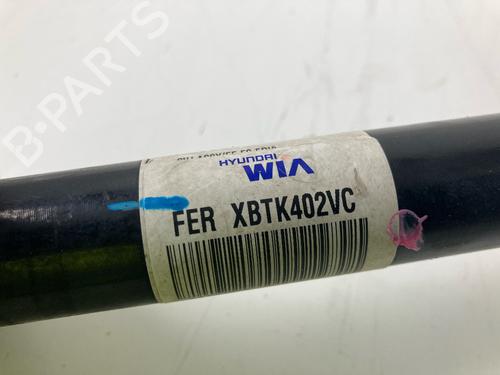 B-PARTS
HYUNDAI
WIA
FER XBTK402VC